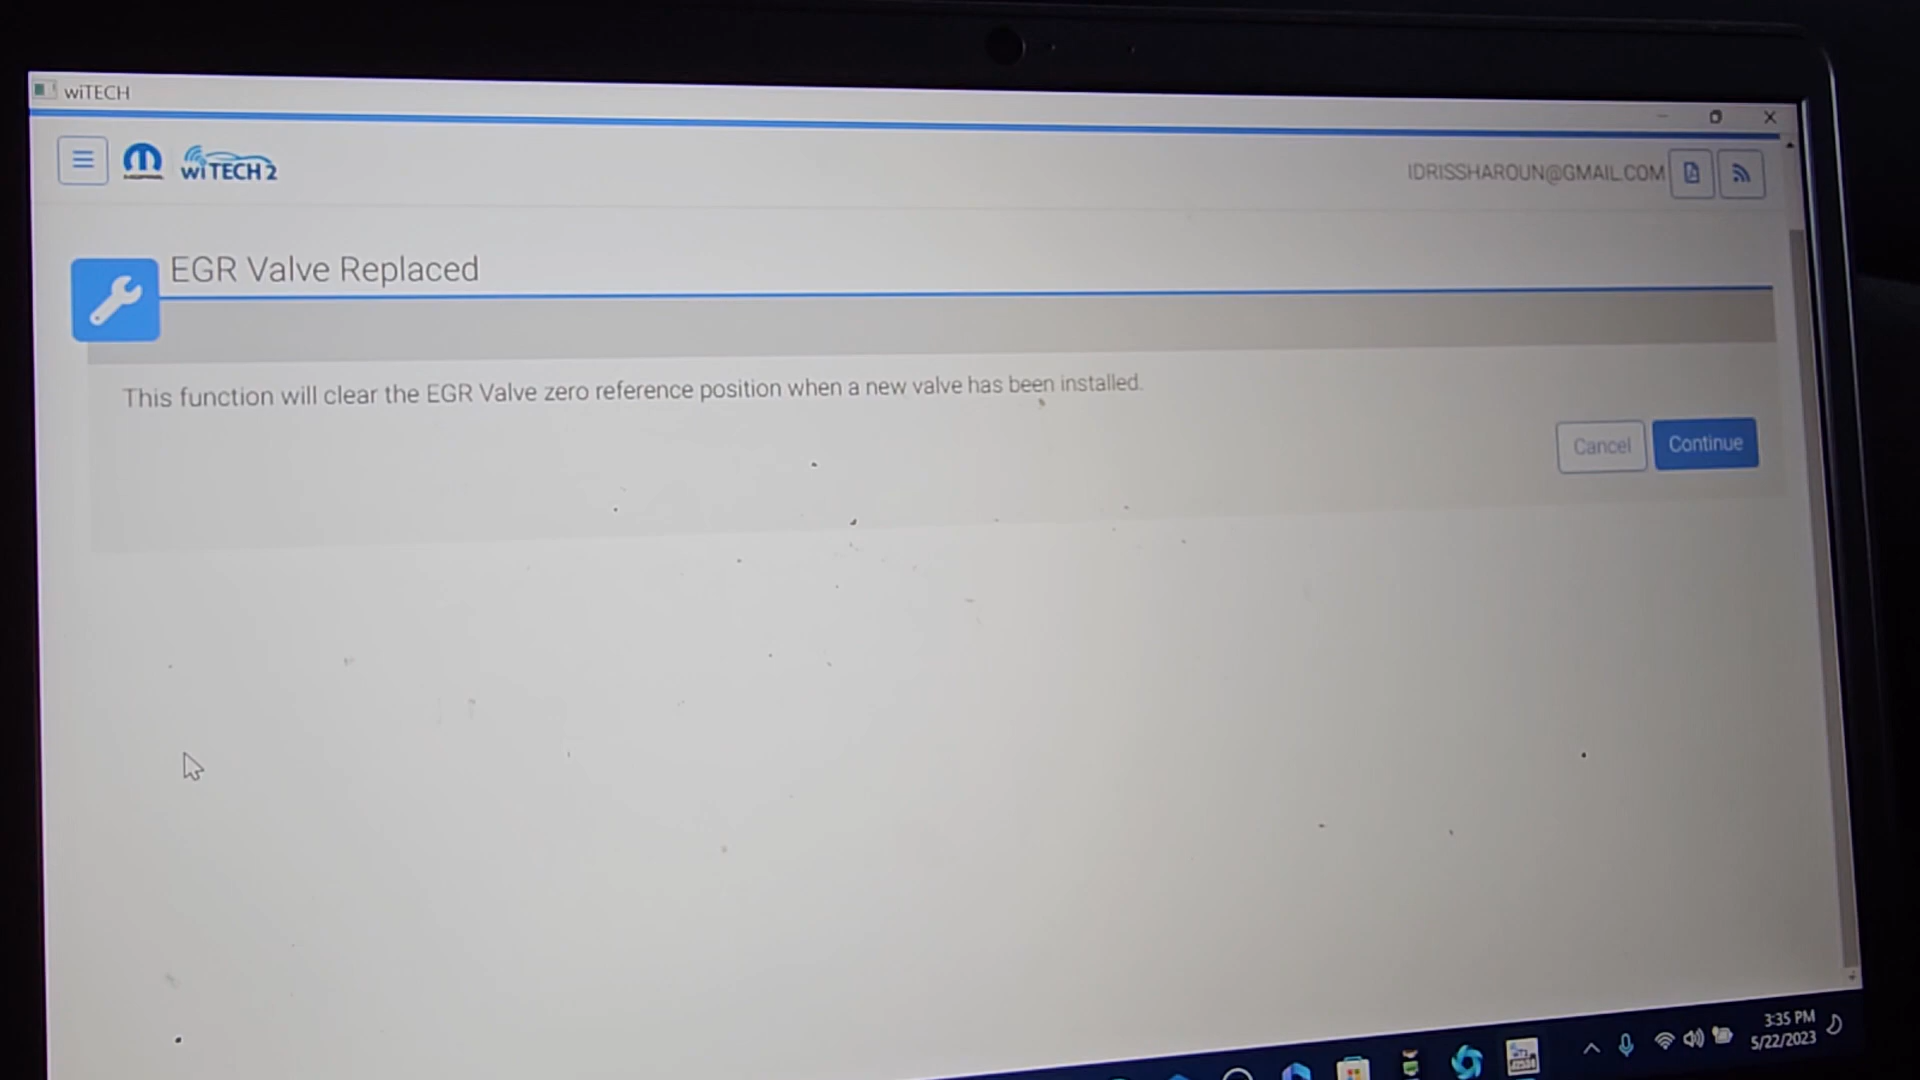 wiTECH
wiTECH 2
IDRISSHAROUN@GMAIL.COM
EGR Valve Replaced
This function will clear the EGR Valve zero reference position when a new valve has been installed.
Cancel
Continue
3:35 PM
5/22/2023